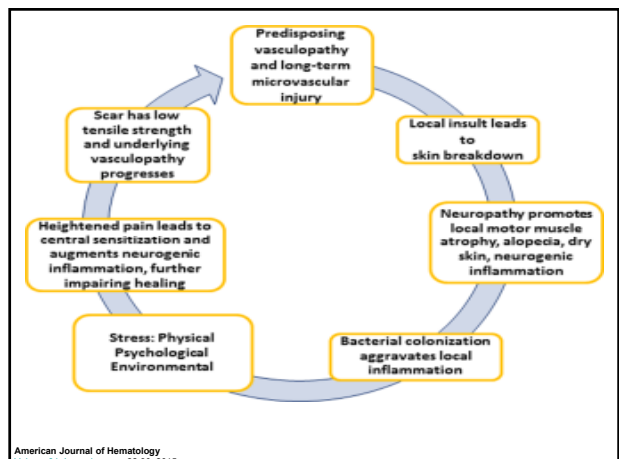 Predisposing
vasculopathy
and long-term
microvascular
injury
Local insult leads
to
skin breakdown
Neuropathy promotes
local motor muscle
atrophy, alopecia, dry
skin, neurogenic
inflammation
Bacterial colonization
aggravates local
inflammation
Stress: Physical
Psychological
Environmental
Heightened pain leads to
central sensitization and
augments neurogenic
inflammation, further
impairing healing
Scar has low
tensile strength
and underlying
vasculopathy
progresses
American Journal of Hematology